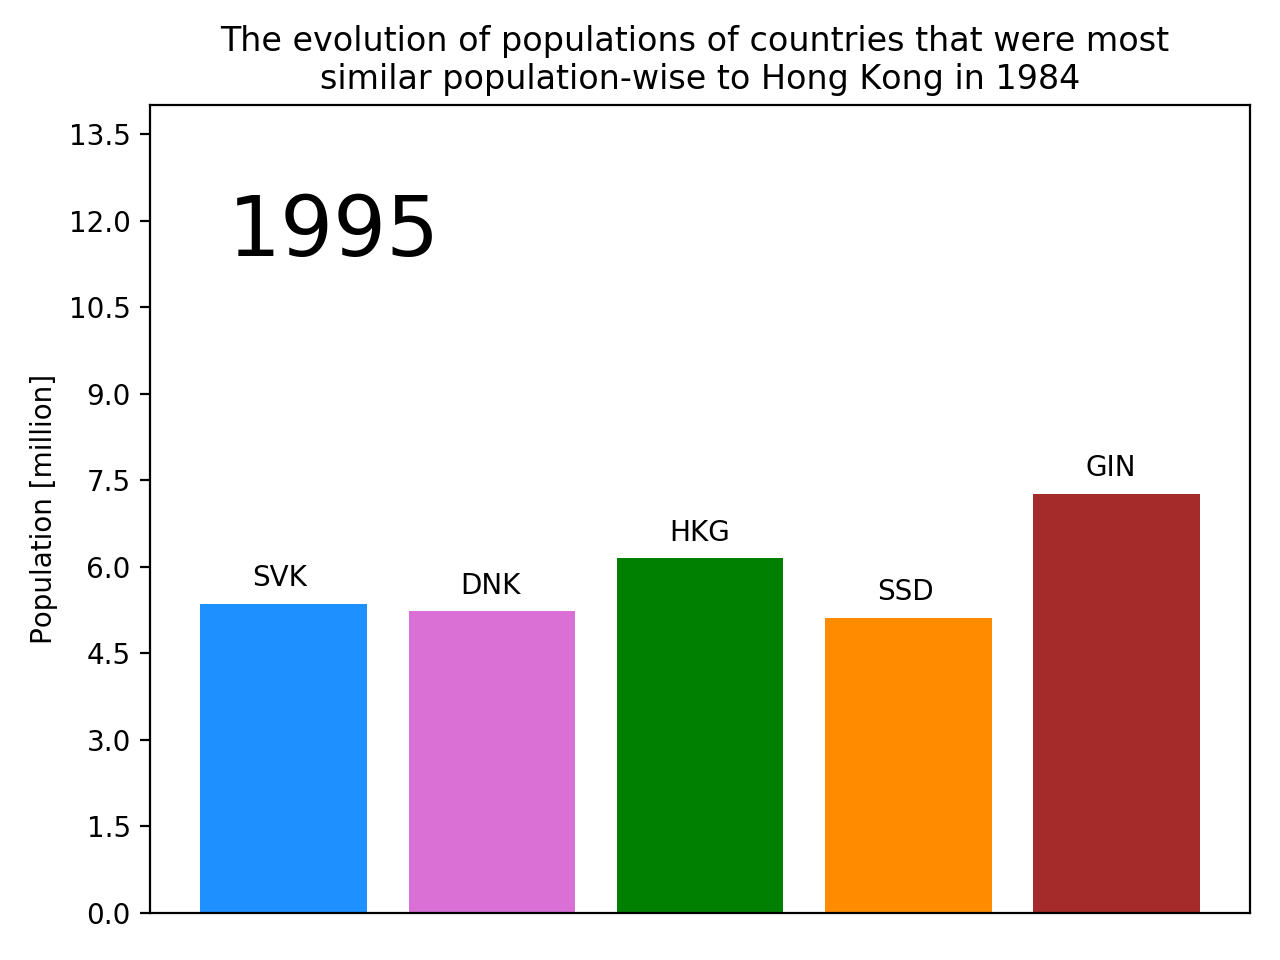 The evolution of populations of countries that were most
similar population-wise to Hong Kong in 1984
13.5
12.0
10.5
9.0
7.5
6.0
4.5
3.0
1.5
0.0
Population [million]
1995
SVK
DNK
HKG
SSD
GIN